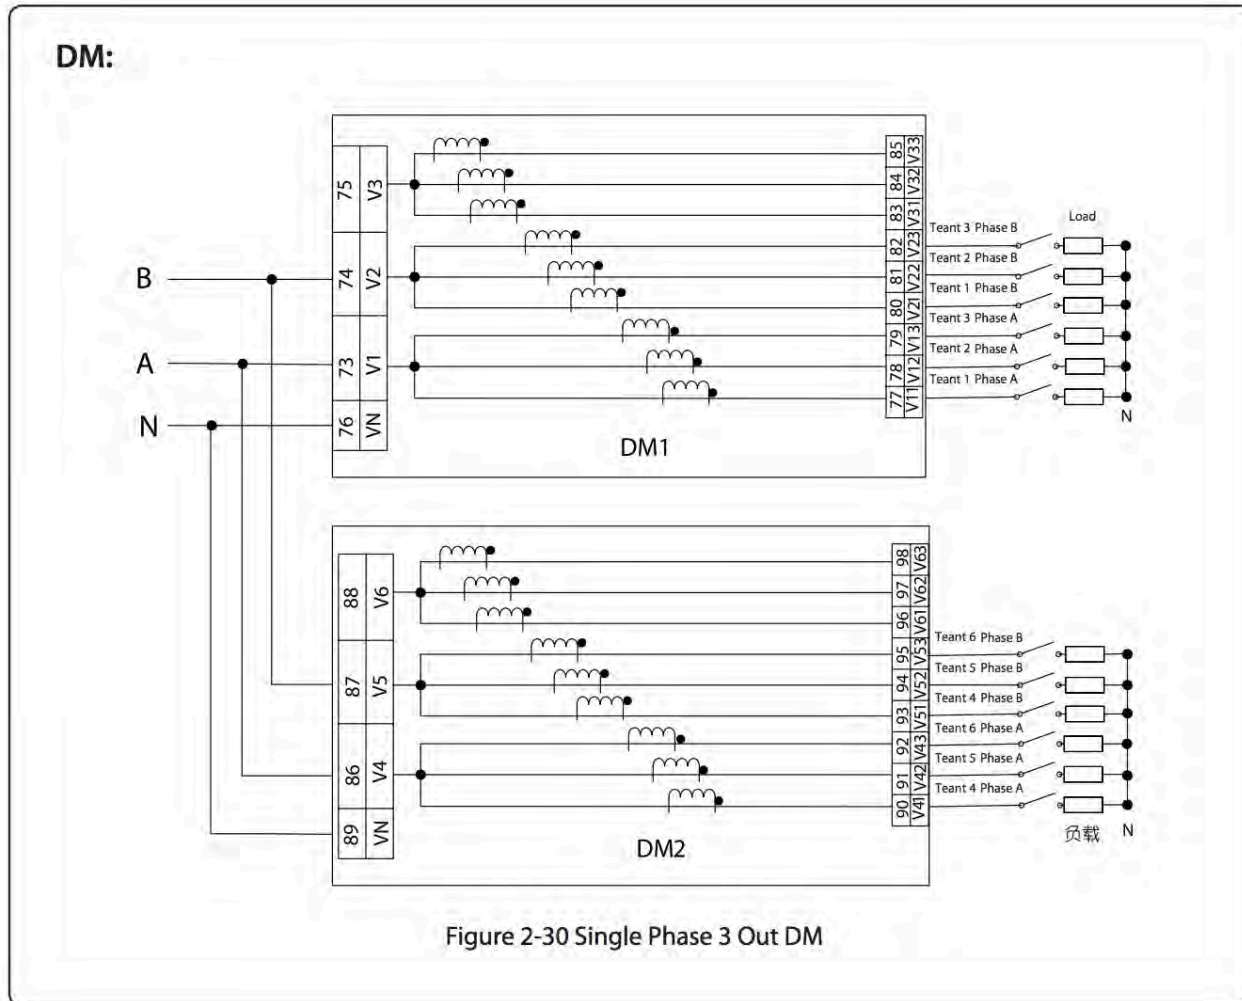 DM:
75 V3
74 V2
73 V1
76 VN
85 V33
84 V32
83 V31
82 V23
81 V22
80 V21
79 V13
78 V12
77 V11
B
A
N
Load
Teant 3 Phase B
Teant 2 Phase B
Teant 1 Phase B
Teant 3 Phase A
Teant 2 Phase A
Teant 1 Phase A
N
DM1
88 V6
87 V5
86 V4
89 VN
98 V63
97 V62
96 V61
95 V53
94 V52
93 V51
92 V43
91 V42
90 V41
Teant 6 Phase B
Teant 5 Phase B
Teant 4 Phase B
Teant 6 Phase A
Teant 5 Phase A
Teant 4 Phase A
负载 N
DM2
Figure 2-30 Single Phase 3 Out DM